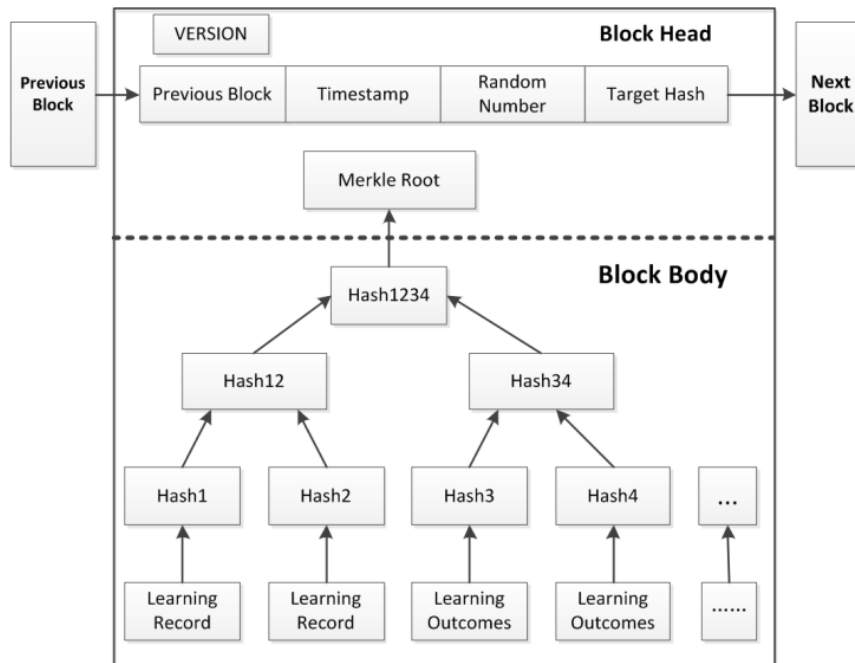 VERSION
Block Head
Previous
Block
Previous Block
Timestamp
Random
Number
Target Hash
Next
Block
Merkle Root
Block Body
Hash1234
Hash12
Hash34
Hash1
Hash2
Hash3
Hash4
...
Learning
Record
Learning
Record
Learning
Outcomes
Learning
Outcomes
......